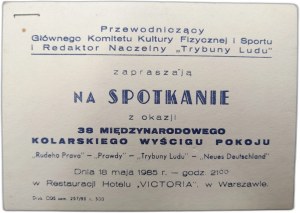 Przewodniczący
Głównego Komitetu Kultury Fizycznej i Sportu
i Redaktor Naczelny „Trybuny Ludu"
zapraszają
NA SPOTKANIE
z okazji
38 MIĘDZYNARODOWEGO
KOLARSKIEGO WYŚCIGU POKOJU
„Rudeho Prava" — „Prawdy" — „Trybuny Ludu" — „Neues Deutschland"
Dnia 18 maja 1985 r. — godz. 21⁰⁰
w Restauracji Hotelu „VICTORIA", w Warszawie.